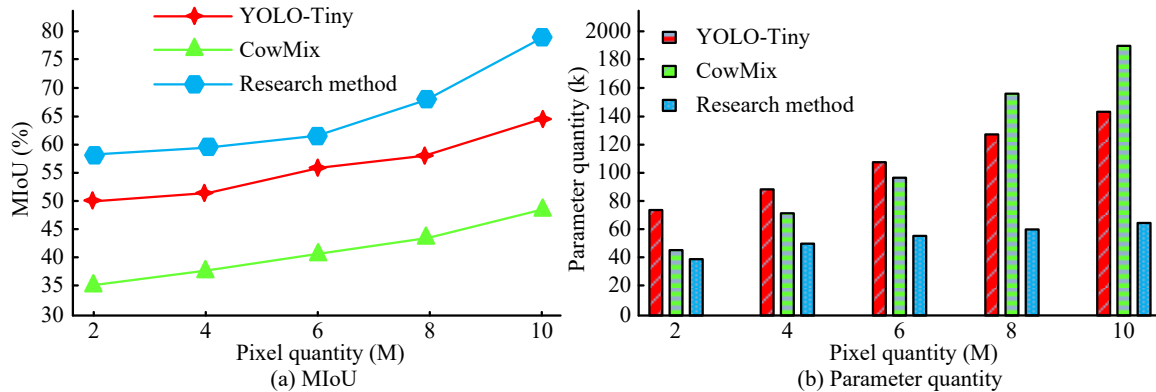 YOLO-Tiny
CowMix
Research method
80
75
70
65
60
55
50
45
40
35
30
MIoU (%)
2 4 6 8 10
Pixel quantity (M)
(a) MIoU
YOLO-Tiny
CowMix
Research method
2000
180
160
140
120
100
80
60
40
20
0
Parameter quantity (k)
2 4 6 8 10
Pixel quantity (M)
(b) Parameter quantity